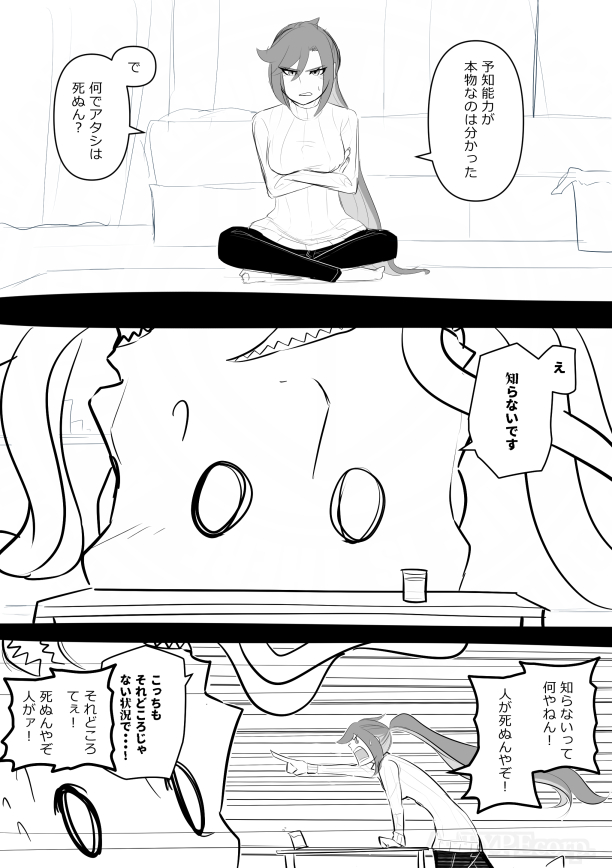 予知能力が
本物なのは分かった
で
何でアタシは
死ぬん?
え
知らないです
知らないって
何やねん!
人が死ぬんやぞ!
こっちも
それどころじゃ
ない状況で・・・・!
それどころ
てぇ!
死ぬんやぞ
人がァ!